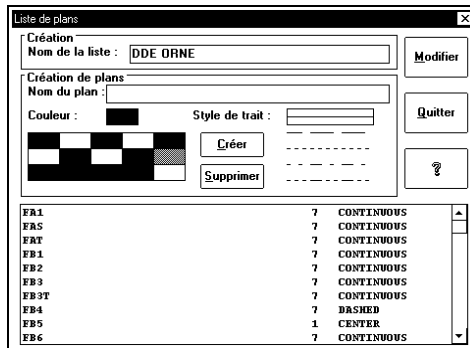 Liste de plans
Création
Nom de la liste : DDE ORNE
Modifier
Création de plans
Nom du plan :
Couleur : Style de trait :
Quitter
Créer
Supprimer
?
FA1 7 CONTINUOUS
FAS 7 CONTINUOUS
FAT 7 CONTINUOUS
FB1 7 CONTINUOUS
FB2 7 CONTINUOUS
FB3 7 CONTINUOUS
FB3T 7 CONTINUOUS
FB4 7 DASHED
FB5 1 CENTER
FB6 7 CONTINUOUS